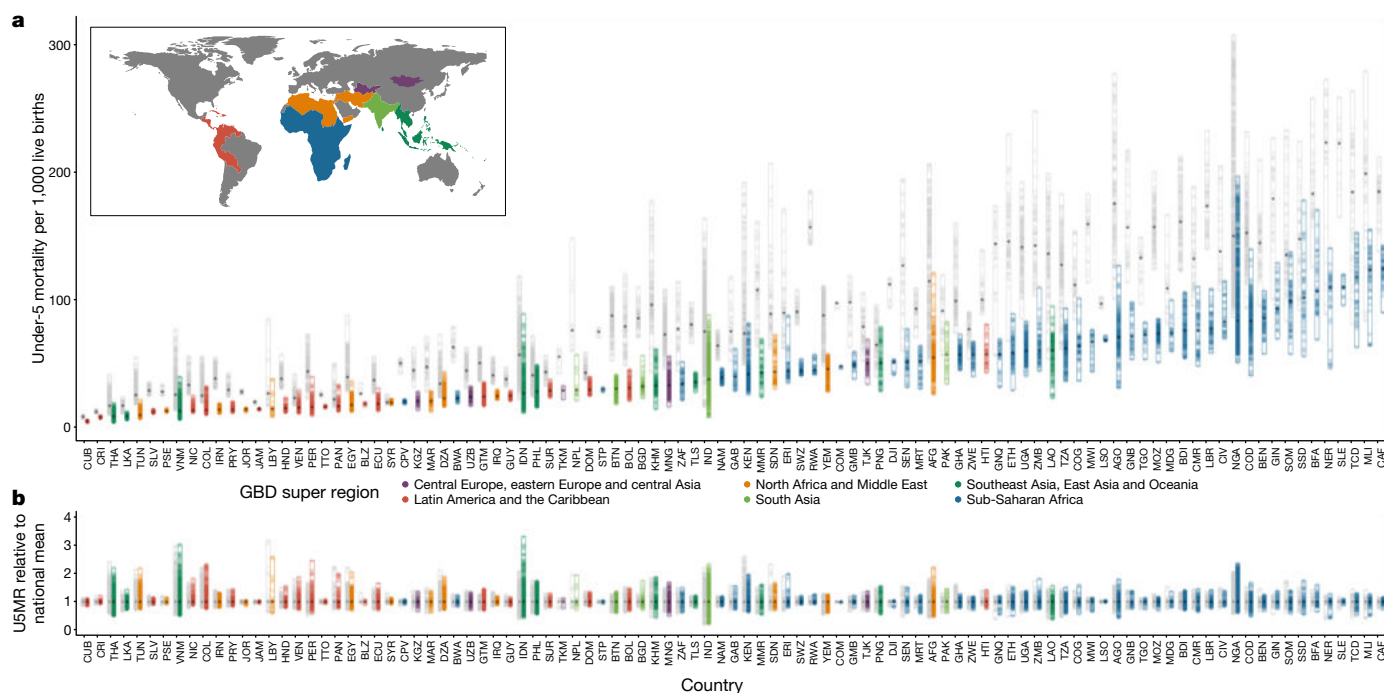 a
Under-5 mortality per 1,000 live births
300
200
100
0
CUB CRI THA LKA TUN SLV PSE VNM NIC COL IRN PRY JOR JAM LBY HND VEN PER TTO PAN EGY BLZ ECU SYR CPV KGZ MAR DZA BWA UZB GTM IRQ GUY IDN PHL SUR TKM NPL DOM STP BTN BOL BGD KHM MNG ZAF TLS IND NAM GAB KEN MMR SDN ERI SWZ RWA YEM COM GMB TJK PNG DJI SEN MAR AFG PAK GHA ZWE HTI GNQ ETH UGA ZMB LAO TZA COG MWI LSO AGO GNB TGO MOZ MDG BDI CMR LBR CIV NGA COD BEN GIN SOM SSD BFA NER SLE TCD MLI CAF
GBD super region
Central Europe, eastern Europe and central Asia
North Africa and Middle East
Southeast Asia, East Asia and Oceania
Latin America and the Caribbean
South Asia
Sub-Saharan Africa
b
U5MR relative to
national mean
4
3
2
1
0
CUB CRI THA LKA TUN SLV PSE VNM NIC COL IRN PRY JOR JAM LBY HND VEN PER TTO PAN EGY BLZ ECU SYR CPV KGZ MAR DZA BWA UZB GTM IRQ GUY IDN PHL SUR TKM NPL DOM STP BTN BOL BGD KHM MNG ZAF TLS IND NAM GAB KEN MMR SDN ERI SWZ RWA YEM COM GMB TJK PNG DJI SEN MRT AFG PAK GHA ZWE HTI GNQ ETH UGA ZMB LAO TZA COG MWI LSO AGO GNB TGO MOZ MDG BDI CMR LBR CIV NGA COD BEN GIN SOM SSD BFA NER SLE TCD MLI CAF
Country